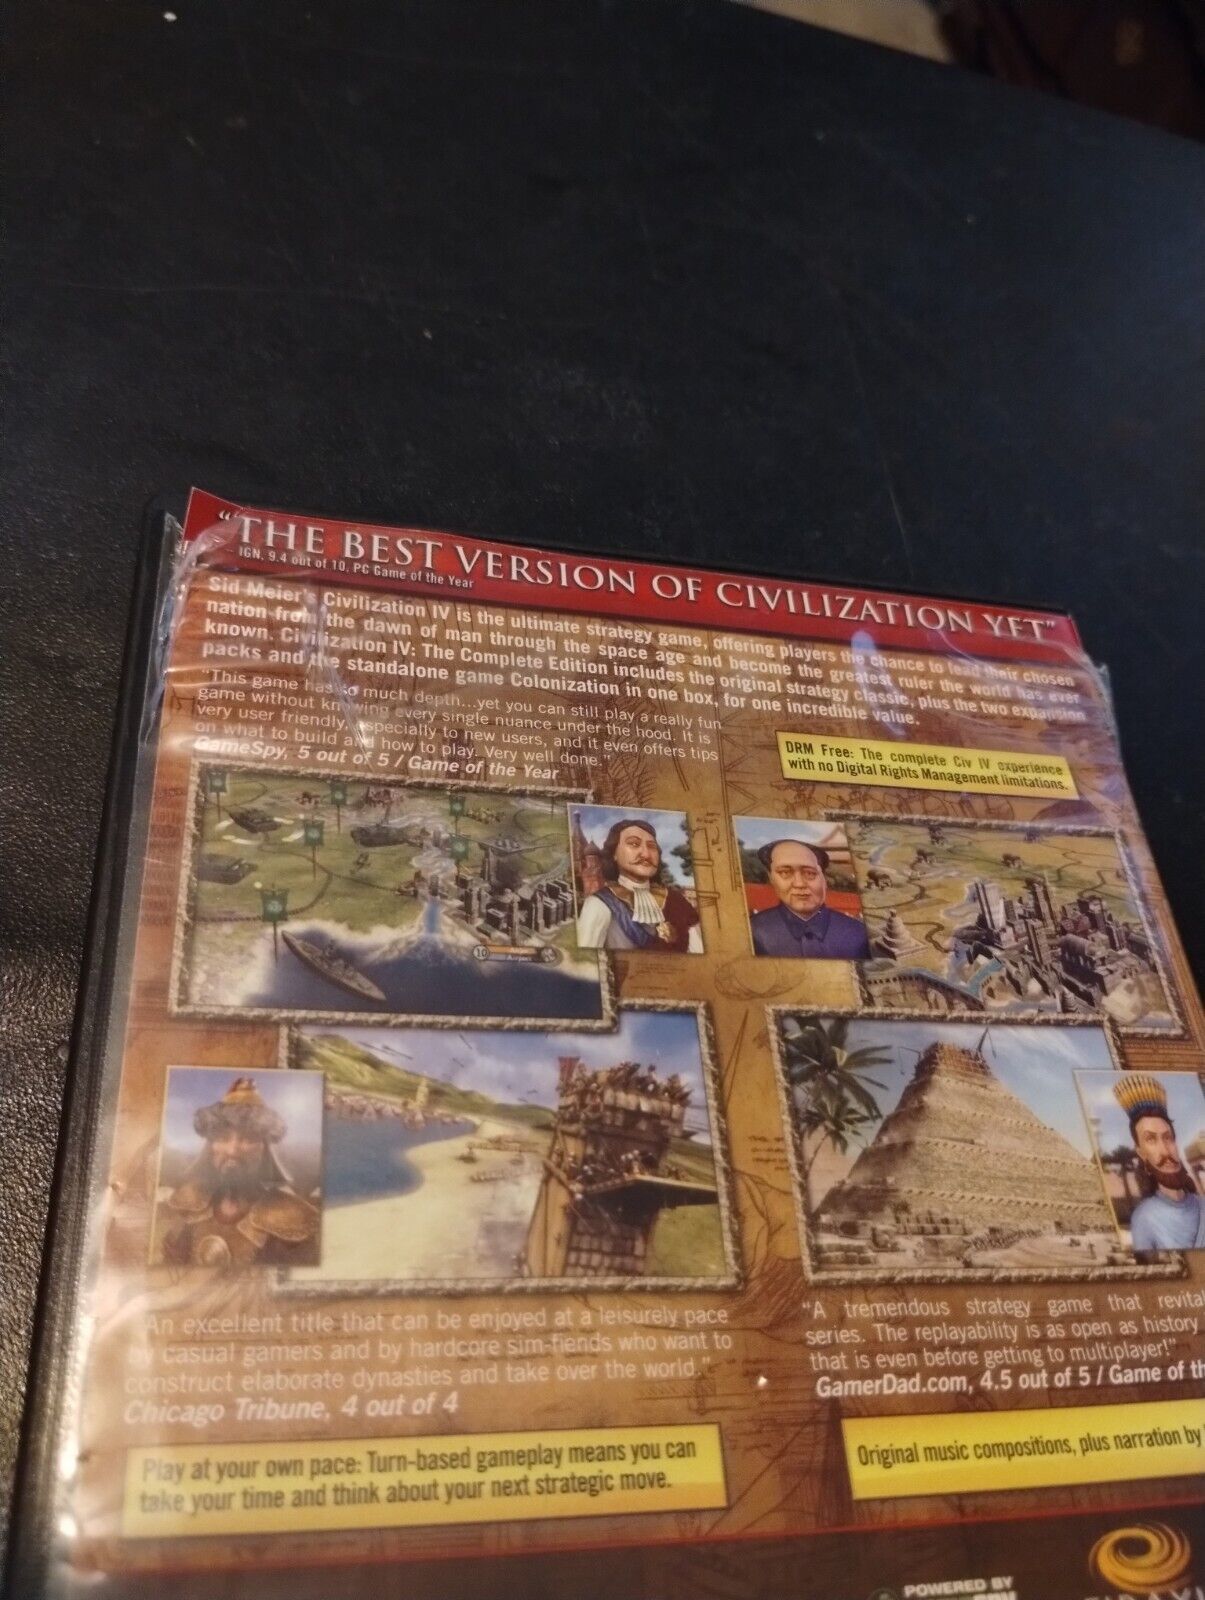 "THE BEST VERSION OF CIVILIZATION YET"
IGN, 9.4 out of 10, PC Game of the Year
Sid Meier's Civilization IV is the ultimate strategy game, offering players the chance to lead their chosen
nation from the dawn of man through the space age and become the greatest ruler the world has ever
known. Civilization IV: The Complete Edition includes the original strategy classic, plus the two expansion
packs and the standalone game Colonization in one box, for one incredible value.
"This game has so much depth...yet you can still play a really fun
game without knowing every single nuance under the hood. It is
very user friendly, especially to new users, and it even offers tips
on what to build and how to play. Very well done."
GameSpy, 5 out of 5 / Game of the Year
DRM Free: The complete Civ IV experience
with no Digital Rights Management limitations.
10
"An excellent title that can be enjoyed at a leisurely pace
by casual gamers and by hardcore sim-fiends who want to
construct elaborate dynasties and take over the world."
Chicago Tribune, 4 out of 4
"A tremendous strategy game that revital
series. The replayability is as open as history
that is even before getting to multiplayer!"
GamerDad.com, 4.5 out of 5 / Game of th
Play at your own pace: Turn-based gameplay means you can
take your time and think about your next strategic move.
Original music compositions, plus narration by
POWERED BY